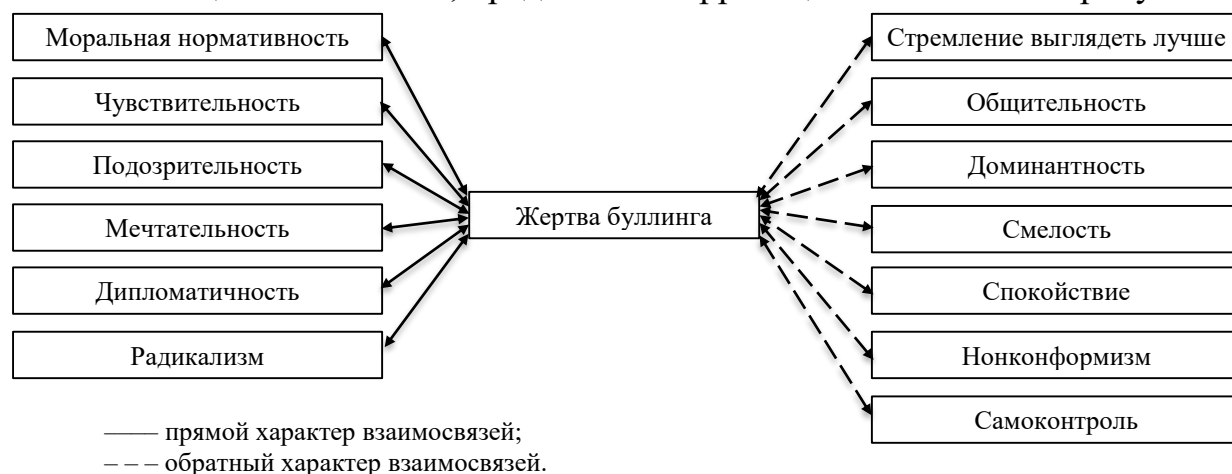 Моральная нормативность
Чувствительность
Подозрительность
Мечтательность
Дипломатичность
Радикализм
Жертва буллинга
Стремление выглядеть лучше
Общительность
Доминантность
Смелость
Спокойствие
Нонконформизм
Самоконтроль
—— прямой характер взаимосвязей;
– – – обратный характер взаимосвязей.